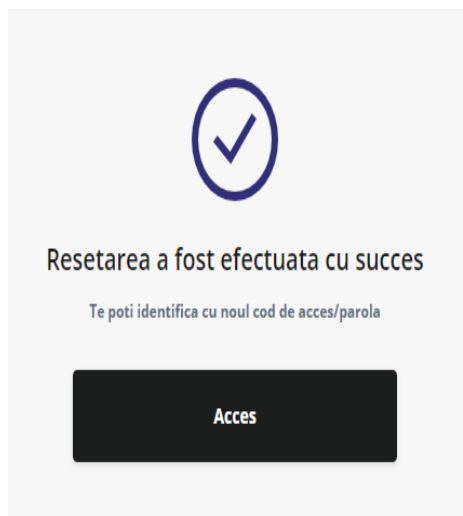 Resetarea a fost efectuata cu succes
Te poti identifica cu noul cod de acces/parola
Acces